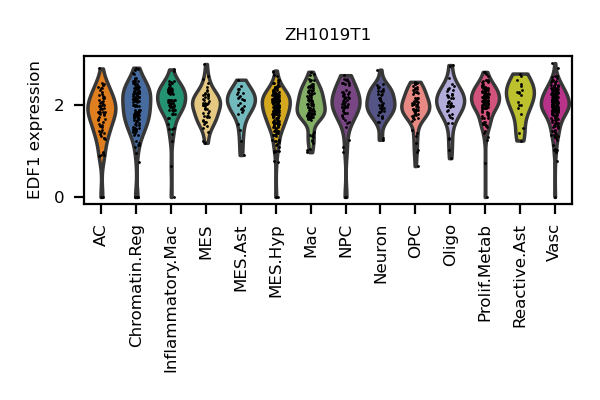 ZH1019T1
EDF1 expression
2
0
AC
Chromatin.Reg
Inflammatory.Mac
MES
MES.Ast
MES.Hyp
Mac
NPC
Neuron
OPC
Oligo
Prolif.Metab
Reactive.Ast
Vasc